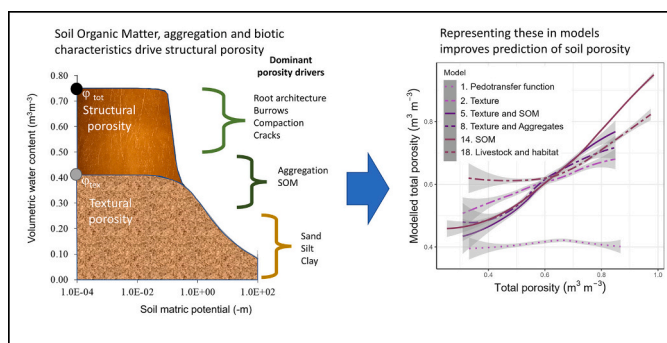 Soil Organic Matter, aggregation and biotic
characteristics drive structural porosity
Dominant
porosity drivers
Volumetric water content (m³m⁻³)
0.80
0.70
0.60
0.50
0.40
0.30
0.20
0.10
0.00
φ tot
Structural
porosity
φtex
Textural
porosity
Root architecture
Burrows
Compaction
Cracks
Aggregation
SOM
Sand
Silt
Clay
1.0E-04 1.0E-02 1.0E+00 1.0E+02
Soil matric potential (-m)
Representing these in models
improves prediction of soil porosity
Model
1. Pedotransfer function
2. Texture
5. Texture and SOM
8. Texture and Aggregates
14. SOM
18. Livestock and habitat
Modelled total porosity (m³ m⁻³)
1.0
0.8
0.6
0.4
0.4 0.6 0.8 1.0
Total porosity (m³ m⁻³)